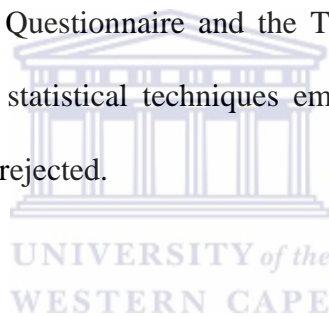 Questionnaire and the T
statistical techniques em
rejected.
UNIVERSITY of the
WESTERN CAPE